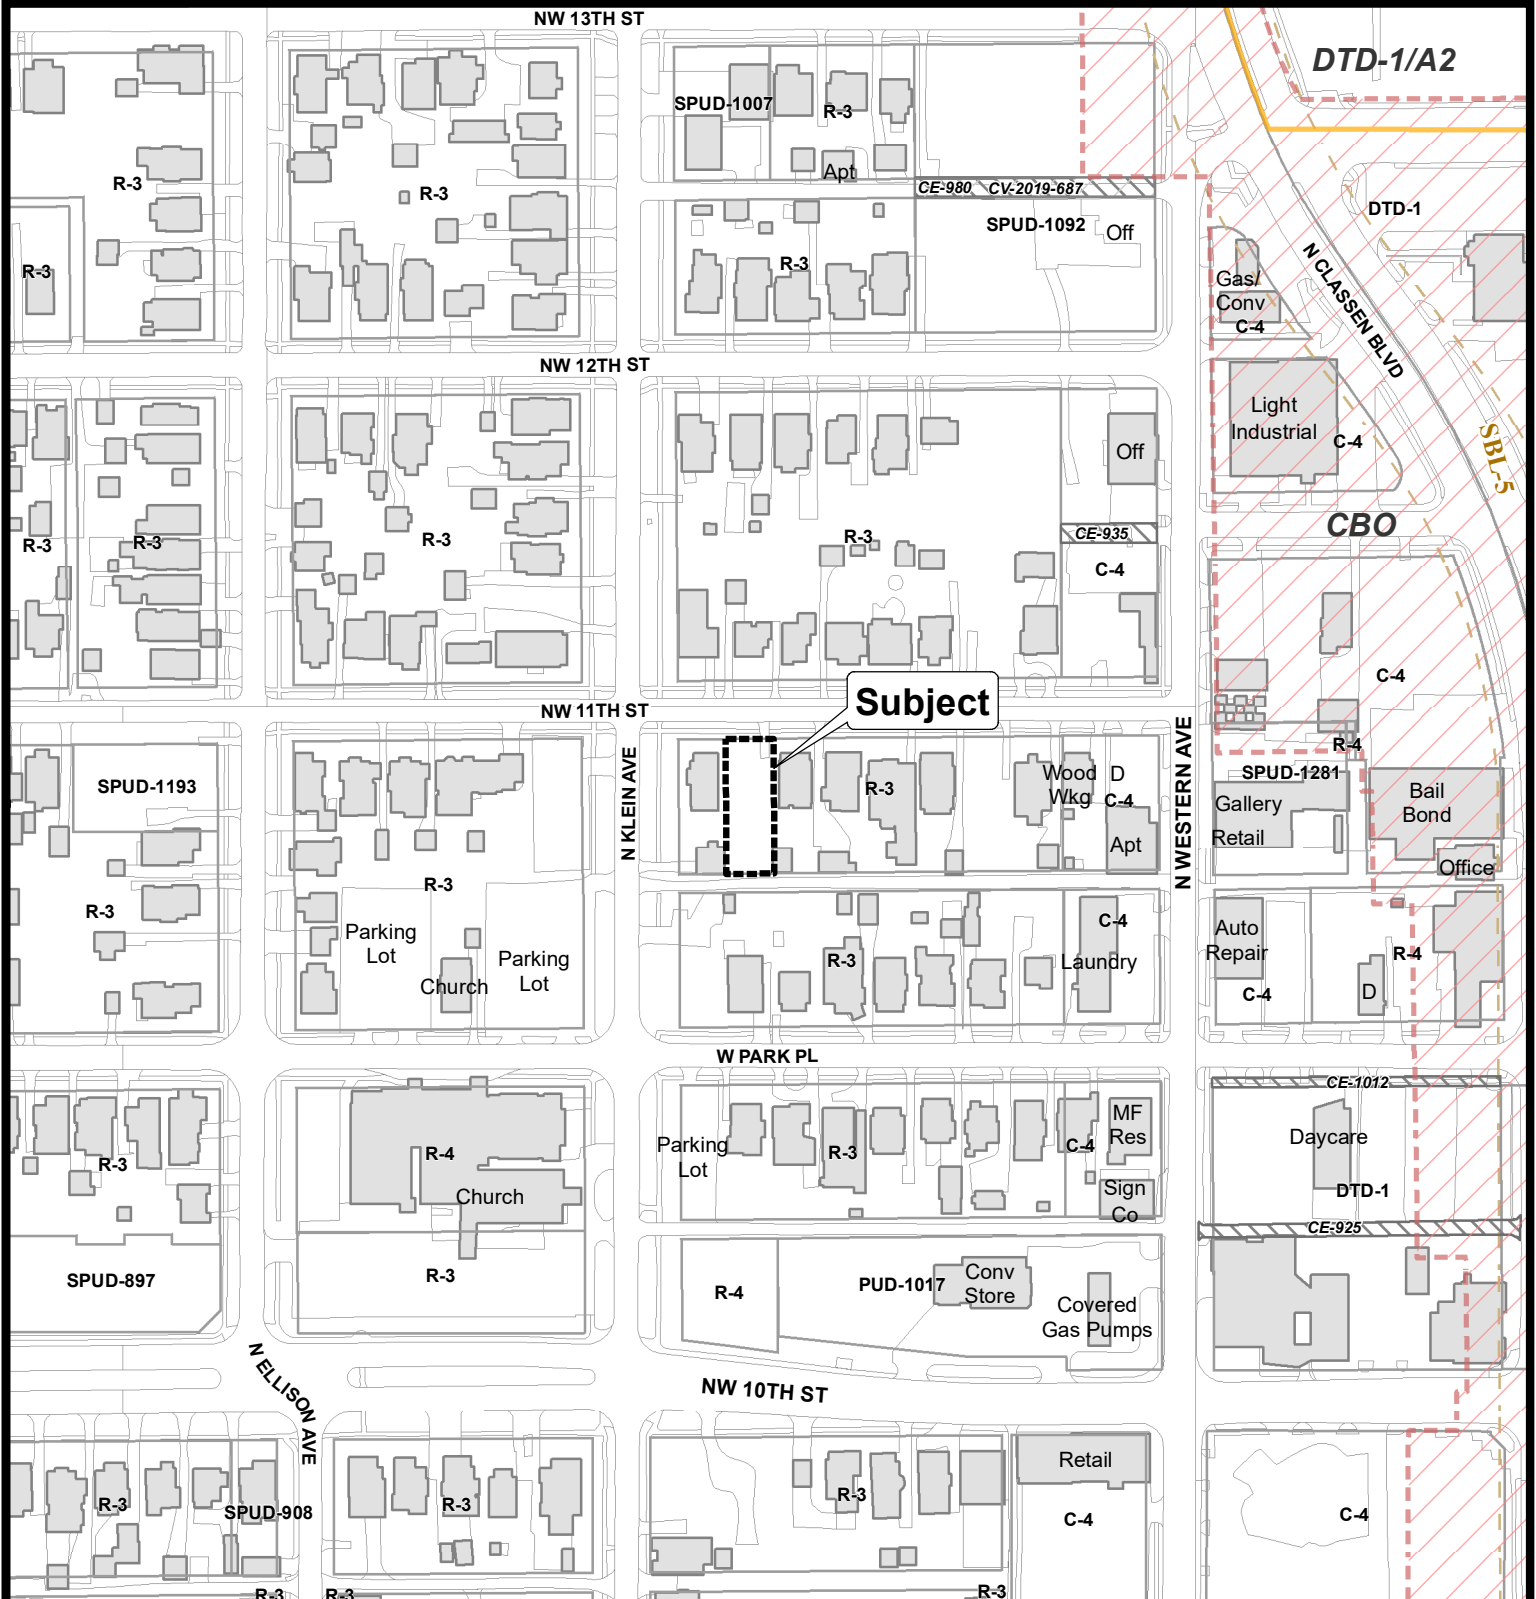 NW 13TH ST
DTD-1/A2
SPUD-1007
R-3
Apt
R-3
R-3
CE-980
CV-2019-687
SPUD-1092
Off
DTD-1
R-3
R-3
Gas/
Conv
C-4
N CLASSEN BLVD
NW 12TH ST
Light
Industrial
C-4
SBL-5
Off
CBO
R-3
R-3
R-3
R-3
CE-935
C-4
C-4
Subject
NW 11TH ST
N KLEIN AVE
N WESTERN AVE
R-4
SPUD-1193
R-3
Wood
Wkg
D
C-4
Apt
SPUD-1281
Gallery
Retail
Bail
Bond
Office
R-3
R-3
Parking
Lot
Church
Parking
Lot
R-3
C-4
Laundry
Auto
Repair
C-4
R-4
D
W PARK PL
CE-1012
R-3
R-4
Church
Parking
Lot
R-3
C-4
MF
Res
Sign
Co
Daycare
DTD-1
CE-925
SPUD-897
R-3
R-4
PUD-1017
Conv
Store
Covered
Gas Pumps
N ELLISON AVE
NW 10TH ST
R-3
SPUD-908
R-3
R-3
Retail
C-4
C-4
R-3
R-3
R-3